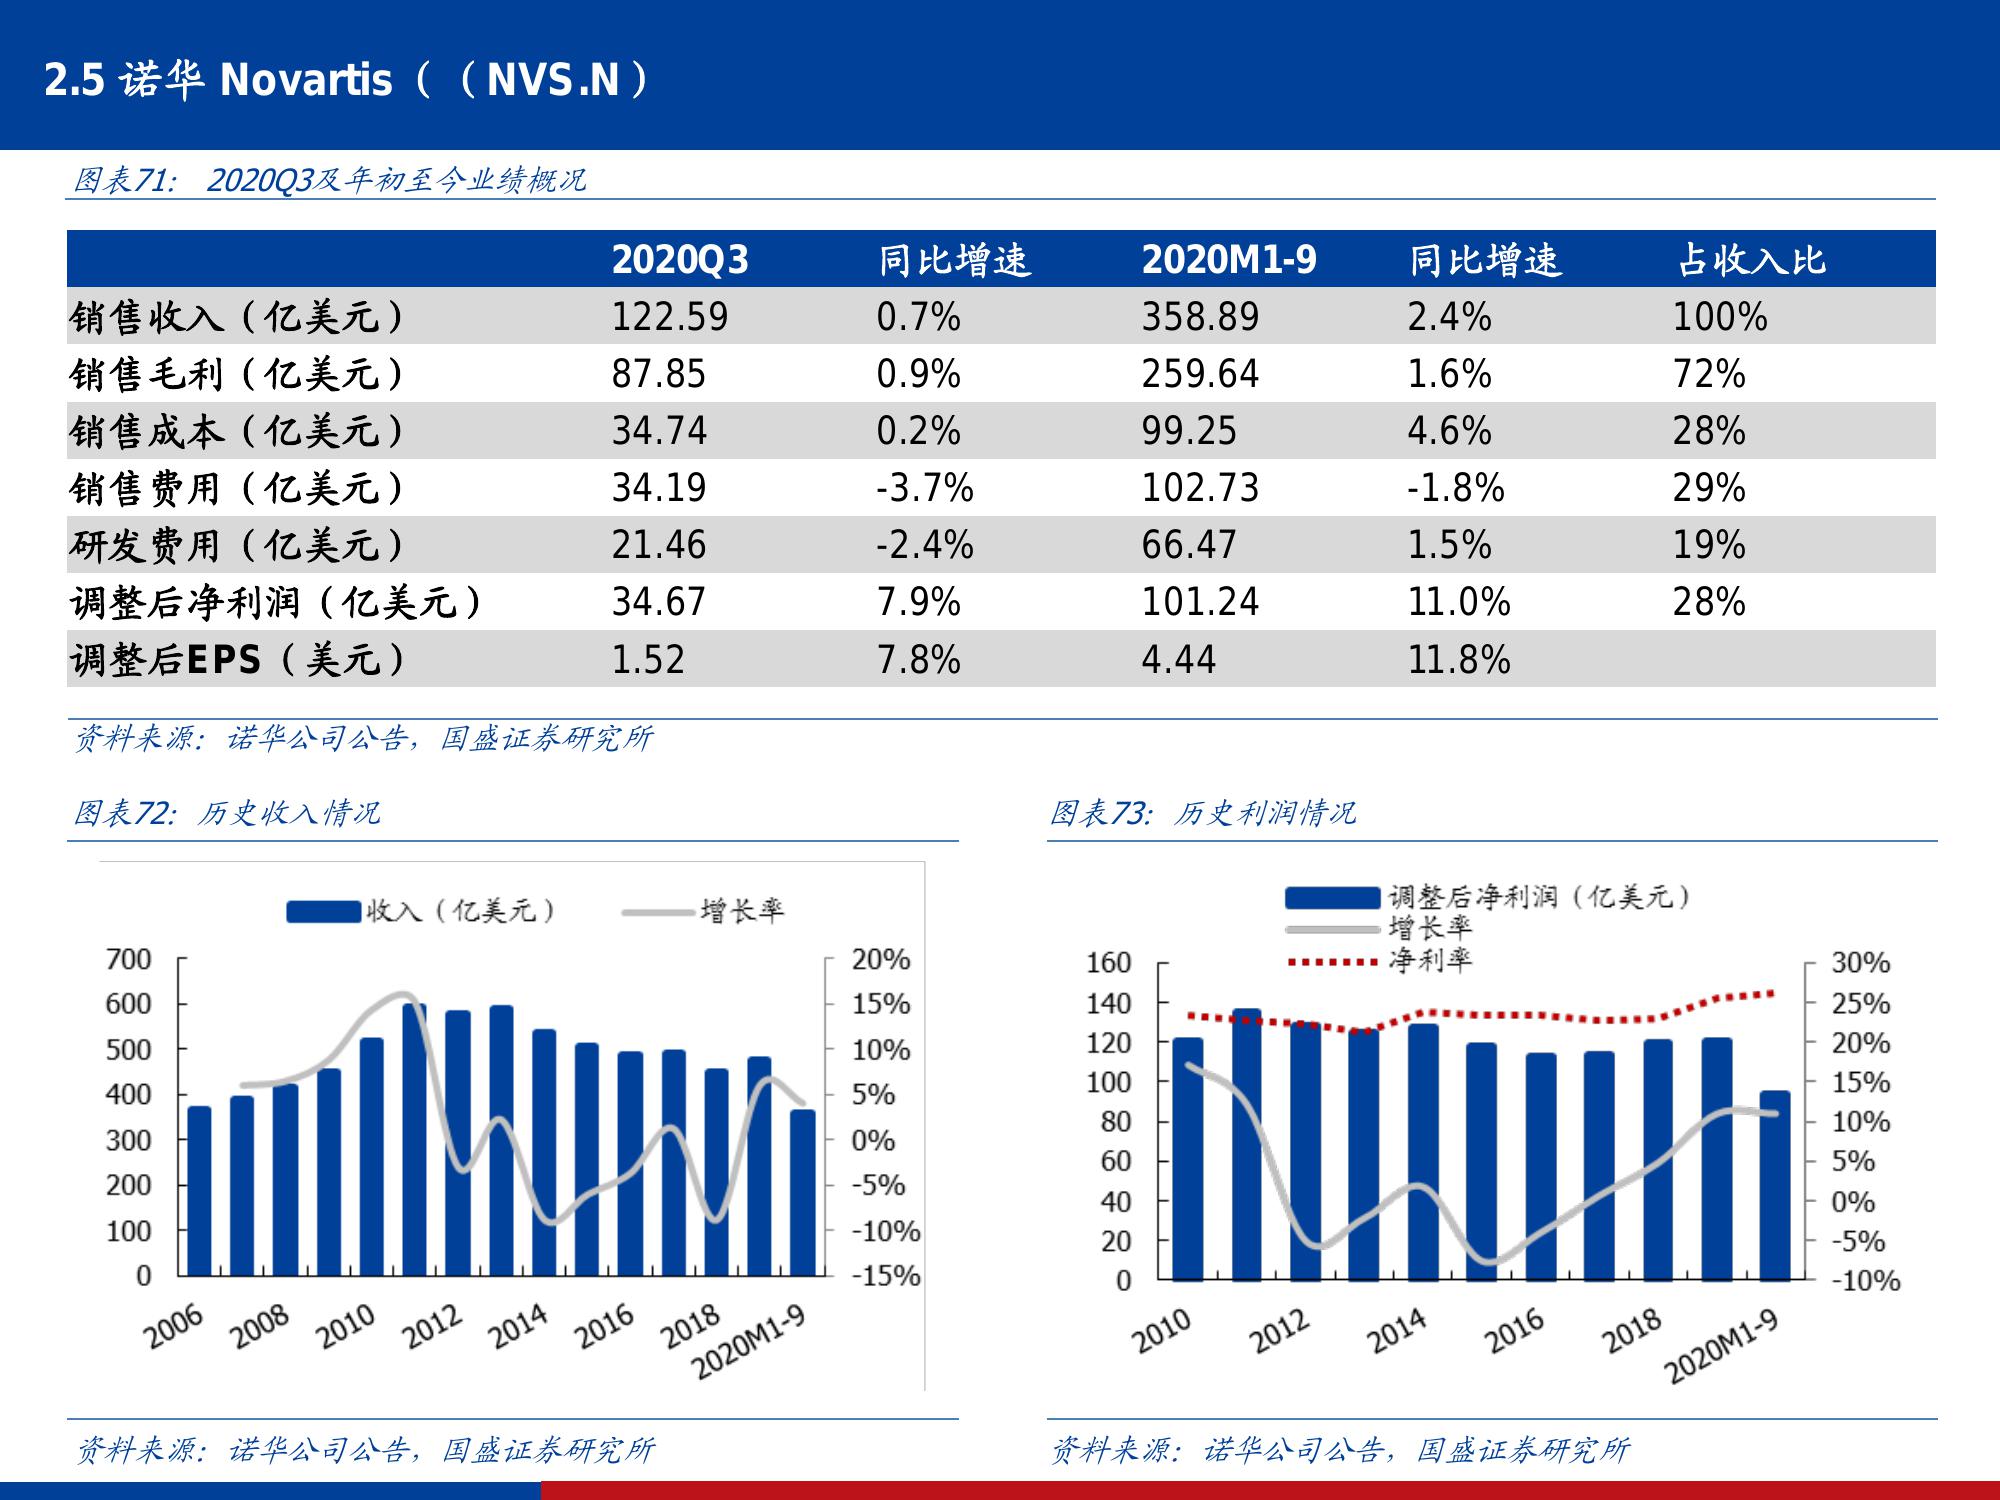 2.5 诺华 Novartis（（NVS.N）
图表71： 2020Q3及年初至今业绩概况
2020Q3 同比增速 2020M1-9 同比增速 占收入比
销售收入（亿美元） 122.59 0.7% 358.89 2.4% 100%
销售毛利（亿美元） 87.85 0.9% 259.64 1.6% 72%
销售成本（亿美元） 34.74 0.2% 99.25 4.6% 28%
销售费用（亿美元） 34.19 -3.7% 102.73 -1.8% 29%
研发费用（亿美元） 21.46 -2.4% 66.47 1.5% 19%
调整后净利润（亿美元） 34.67 7.9% 101.24 11.0% 28%
调整后EPS（美元） 1.52 7.8% 4.44 11.8%
资料来源：诺华公司公告，国盛证券研究所
图表72：历史收入情况
收入（亿美元） 增长率
700 20%
600 15%
500 10%
400 5%
300 0%
200 -5%
100 -10%
0 -15%
2006 2008 2010 2012 2014 2016 2018 2020M1-9
资料来源：诺华公司公告，国盛证券研究所
图表73：历史利润情况
调整后净利润（亿美元）
增长率
净利率
160 30%
140 25%
120 20%
100 15%
80 10%
60 5%
40 0%
20 -5%
0 -10%
2010 2012 2014 2016 2018 2020M1-9
资料来源：诺华公司公告，国盛证券研究所